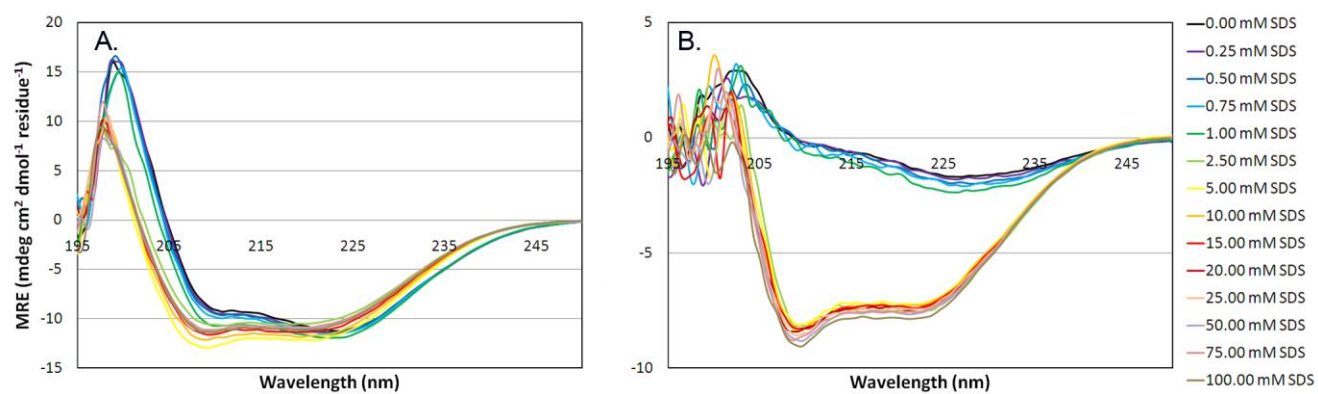 A.
20
15
10
5
0
-5
-10
-15
195
205
215
225
235
245
MRE (mdeg cm² dmol⁻¹ residue⁻¹)
Wavelength (nm)
B.
5
0
-5
-10
195
205
215
225
235
245
Wavelength (nm)
0.00 mM SDS
0.25 mM SDS
0.50 mM SDS
0.75 mM SDS
1.00 mM SDS
2.50 mM SDS
5.00 mM SDS
10.00 mM SDS
15.00 mM SDS
20.00 mM SDS
25.00 mM SDS
50.00 mM SDS
75.00 mM SDS
100.00 mM SDS